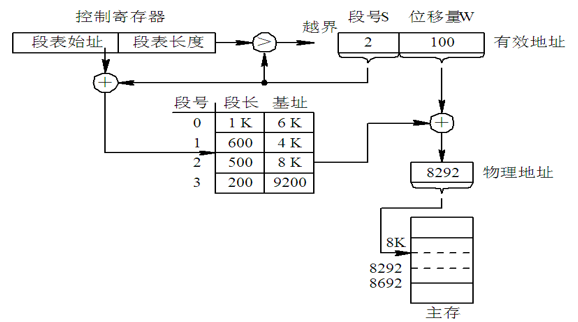 控制寄存器
段表始址 段表长度
≥
越界
段号S 位移量W
2 100
有效地址
+
段号 段长 基址
0 1 K 6 K
1 600 4 K
2 500 8 K
3 200 9200
+
8292 物理地址
8K
8292
8692
主存